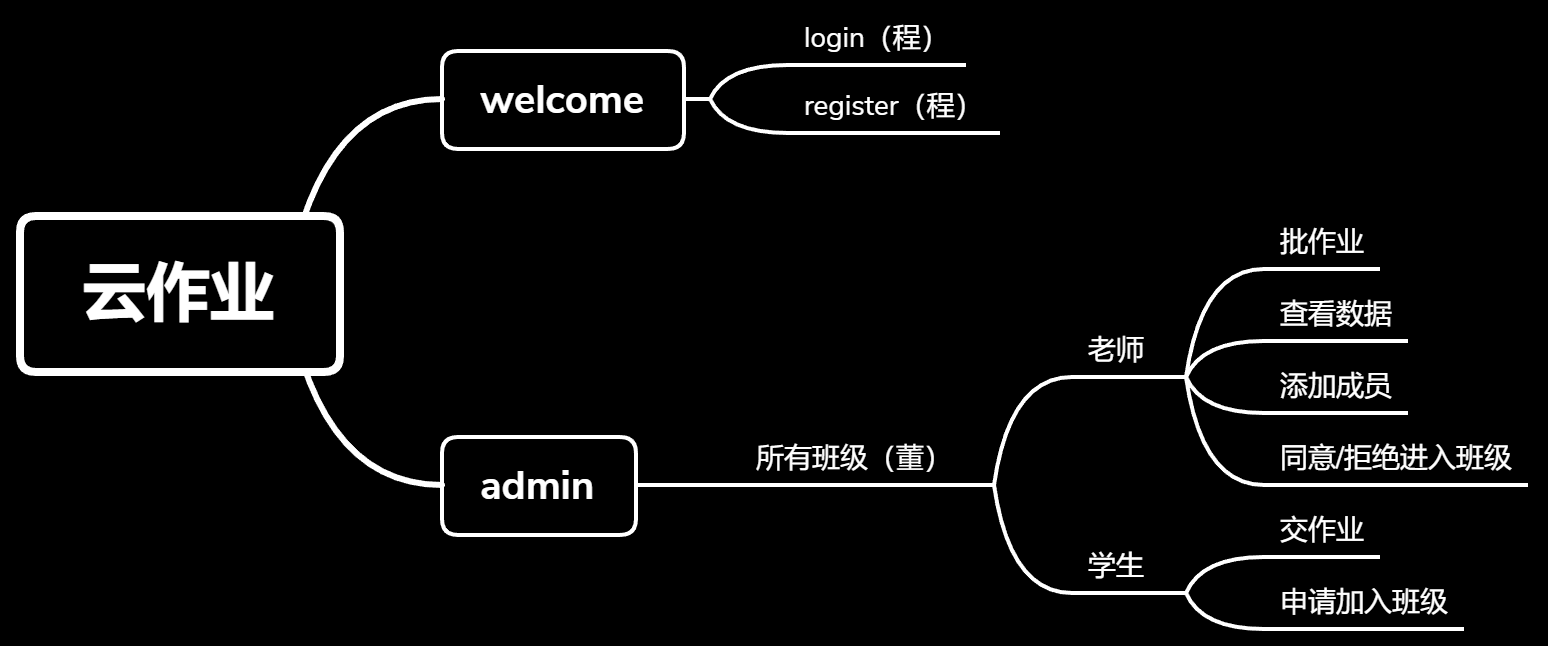 云作业
welcome
login（程）
register（程）
admin
所有班级（董）
老师
批作业
查看数据
添加成员
同意/拒绝进入班级
学生
交作业
申请加入班级